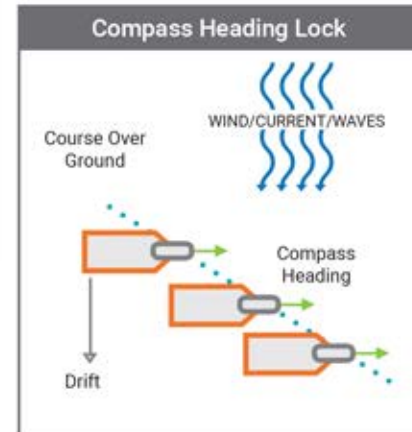 Compass Heading Lock
WIND/CURRENT/WAVES
Course Over
Ground
Compass
Heading
Drift